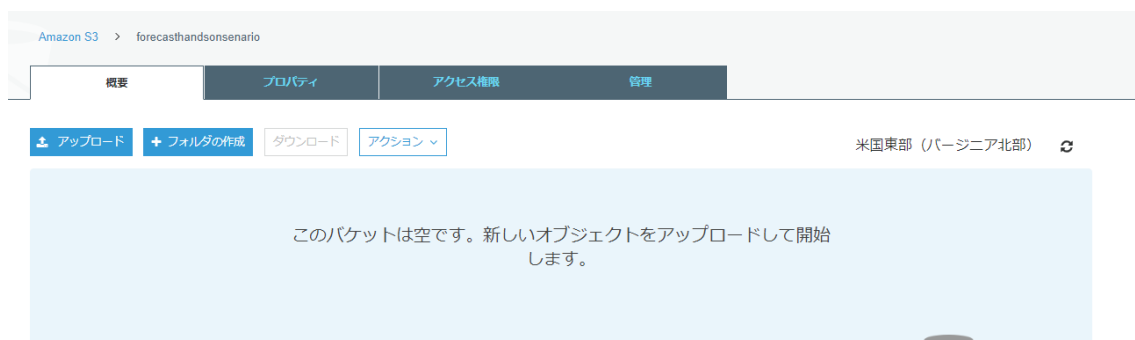 Amazon S3 > forecasthandsonsenario
概要 プロパティ アクセス権限 管理
アップロード + フォルダの作成 ダウンロード アクション
米国東部（バージニア北部）
このバケットは空です。新しいオブジェクトをアップロードして開始
します。